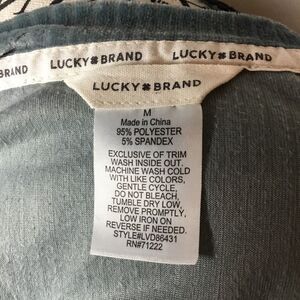 LUCKY BRAND
BRAND
LUCKY BRAND
LUCKY BRAND
M
Made in China
95% POLYESTER
5% SPANDEX
EXCLUSIVE OF TRIM
WASH INSIDE OUT.
MACHINE WASH COLD
WITH LIKE COLORS,
GENTLE CYCLE,
DO NOT BLEACH,
TUMBLE DRY LOW,
REMOVE PROMPTLY,
LOW IRON ON
REVERSE IF NEEDED.
STYLE#LVD86431
RN#71222